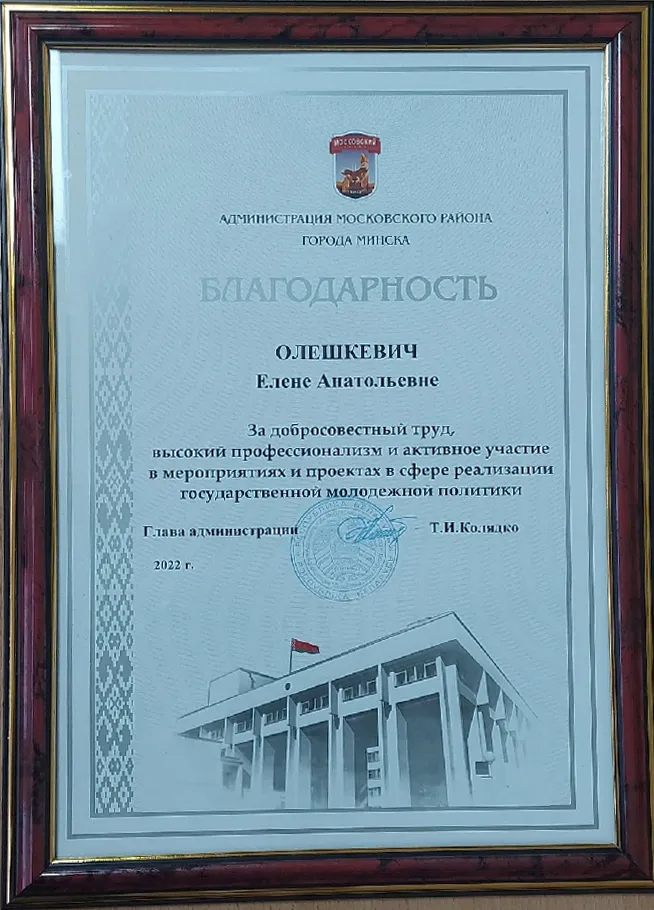 МОСКОВСКИЙ
АДМИНИСТРАЦИЯ МОСКОВСКОГО РАЙОНА
ГОРОДА МИНСКА
БЛАГОДАРНОСТЬ
ОЛЕШКЕВИЧ
Елене Анатольевне
За добросовестный труд,
высокий профессионализм и активное участие
в мероприятиях и проектах в сфере реализации
государственной молодежной политики
Глава администрации Т.И.Колядко
2022 г.